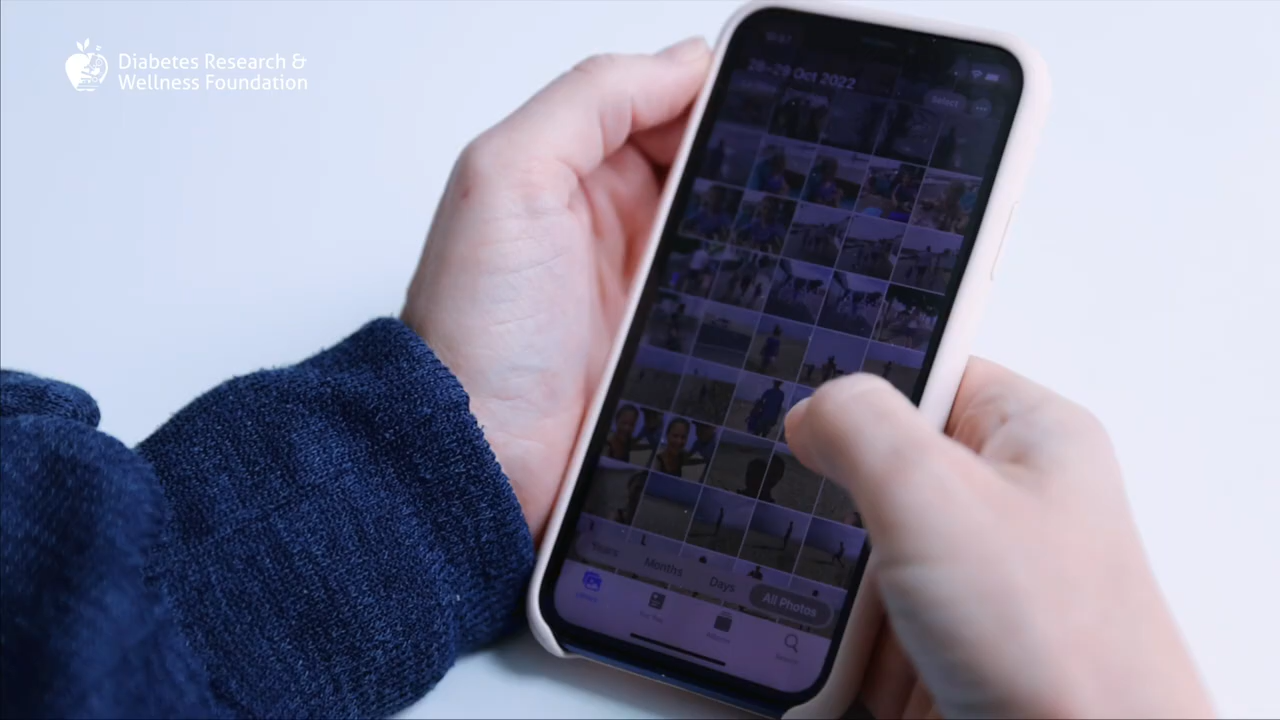 Diabetes Research &
Wellness Foundation
28–29 Oct 2022
Select
Years
Months
Days
All Photos